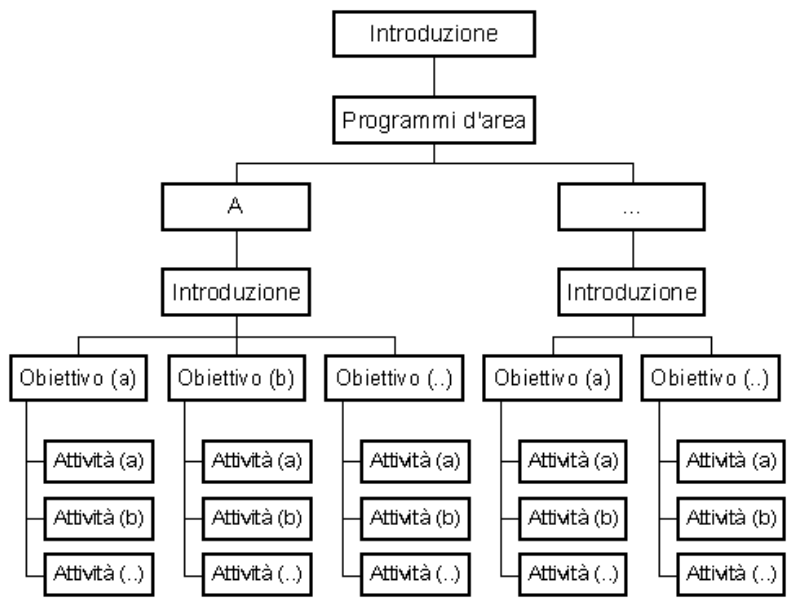 Introduzione
Programmi d'area
A
...
Introduzione
Introduzione
Obiettivo (a)
Obiettivo (b)
Obiettivo (..)
Obiettivo (a)
Obiettivo (..)
Attività (a)
Attività (a)
Attività (a)
Attività (a)
Attività (a)
Attività (b)
Attività (b)
Attività (b)
Attività (b)
Attività (b)
Attività (..)
Attività (..)
Attività (..)
Attività (..)
Attività (..)